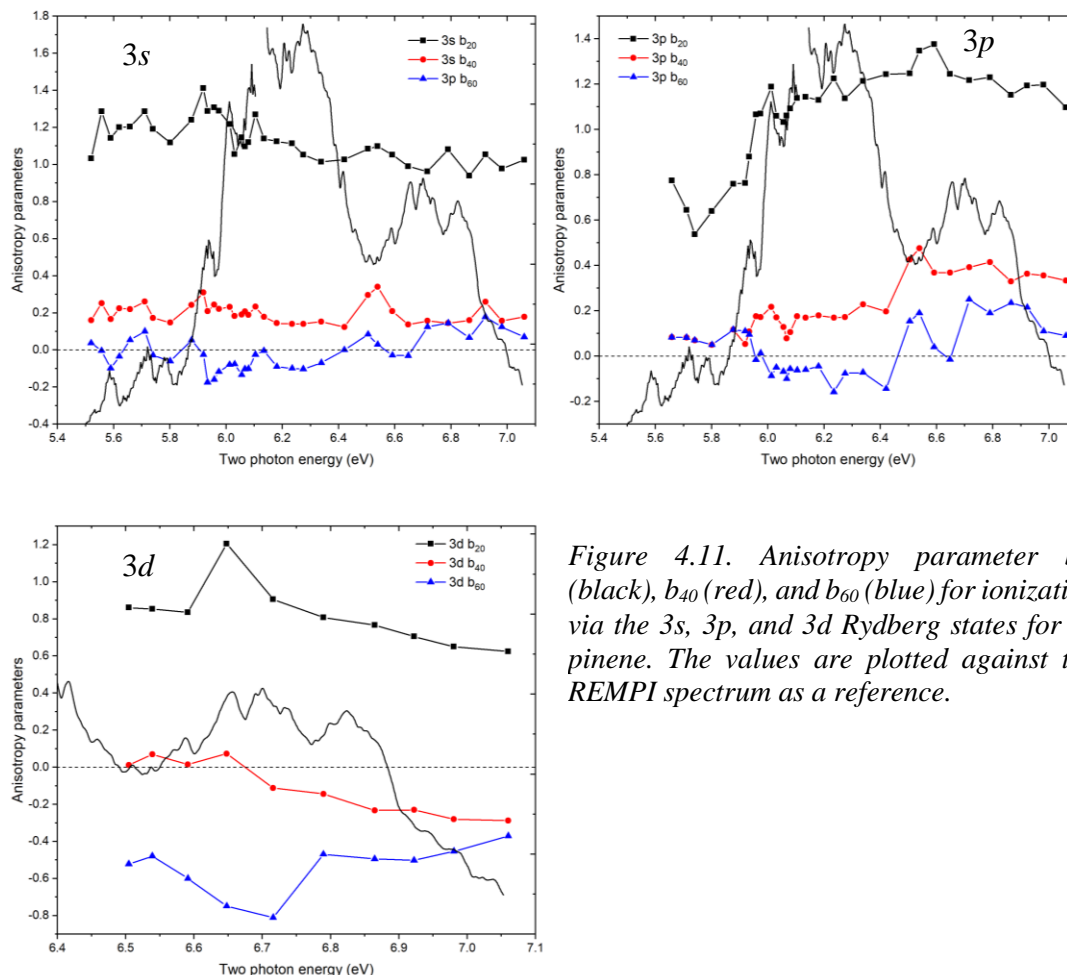 3s
3s b₂₀
3s b₄₀
3p b₆₀
1.8
1.6
1.4
1.2
1.0
0.8
0.6
0.4
0.2
0.0
-0.2
-0.4
Anisotropy parameters
5.4 5.6 5.8 6.0 6.2 6.4 6.6 6.8 7.0
Two photon energy (eV)
3p
3p b₂₀
3p b₄₀
3p b₆₀
1.4
1.2
1.0
0.8
0.6
0.4
0.2
0.0
-0.2
Anisotropy parameters
5.4 5.6 5.8 6.0 6.2 6.4 6.6 6.8 7.0
Two photon energy (eV)
3d
3d b₂₀
3d b₄₀
3d b₆₀
1.2
1.0
0.8
0.6
0.4
0.2
0.0
-0.2
-0.4
-0.6
-0.8
Anisotropy parameters
6.4 6.5 6.6 6.7 6.8 6.9 7.0 7.1
Two photon energy (eV)
Figure 4.11. Anisotropy parameter
(black), b₄₀ (red), and b₆₀ (blue) for ionizati
via the 3s, 3p, and 3d Rydberg states for
pinene. The values are plotted against t
REMPI spectrum as a reference.